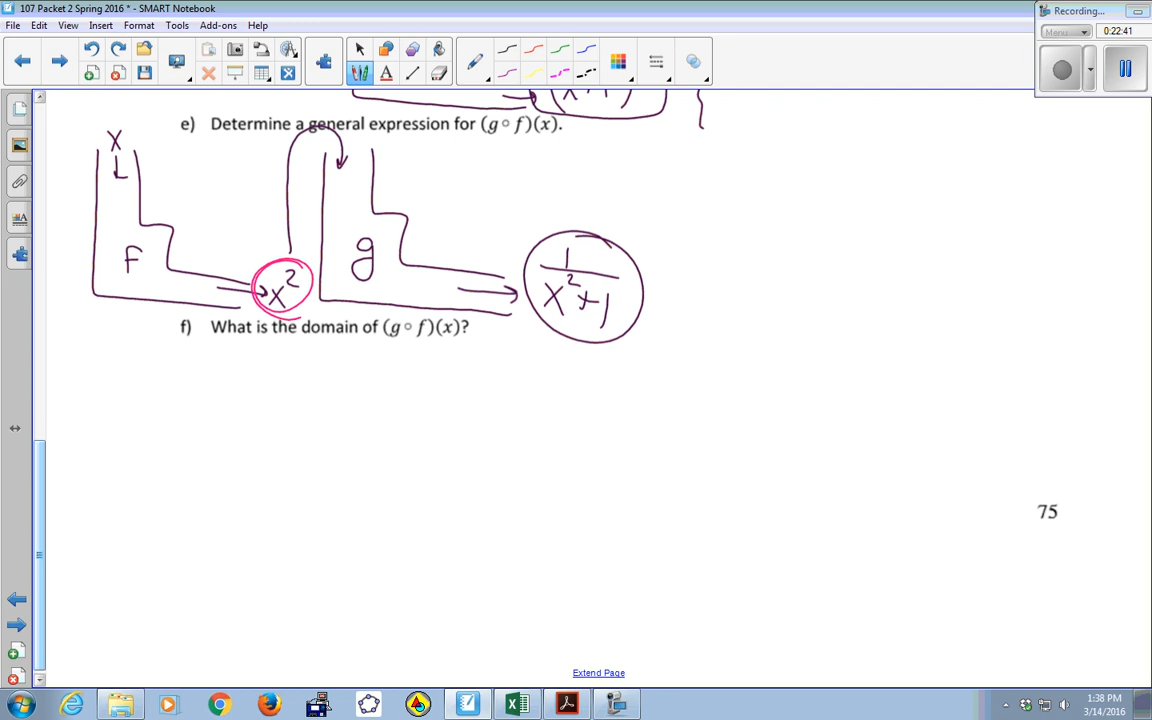 107 Packet 2 Spring 2016 * - SMART Notebook
Recording...
File Edit View Insert Format Tools Add-ons Help
Menu
0:22:41
e) Determine a general expression for (g ∘ f)(x).
X
f
x²
g
1
x² + 1
f) What is the domain of (g ∘ f)(x)?
75
Extend Page
1:38 PM
3/14/2016